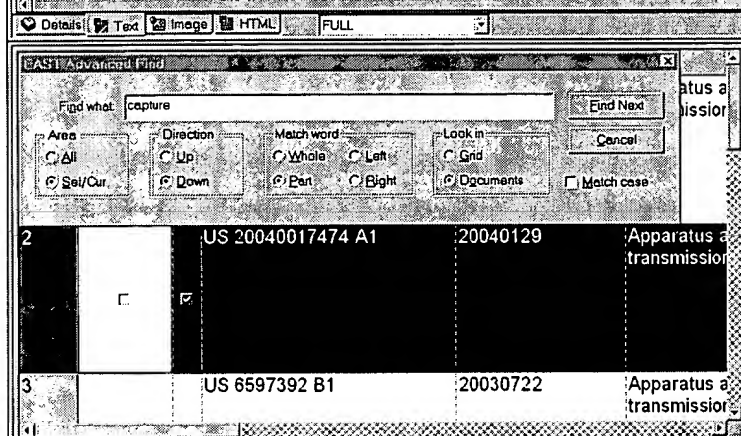 Details Text Image HTML FULL
EAST Advanced Find
Find what: capture Find Next
Cancel
Area Direction Match word Look in
All Up Whole Left Grid
Sel/Cur Down Part Right Documents Match case
atus a
issior
2 US 20040017474 A1 20040129 Apparatus a
transmission
3 US 6597392 B1 20030722 Apparatus a
transmission